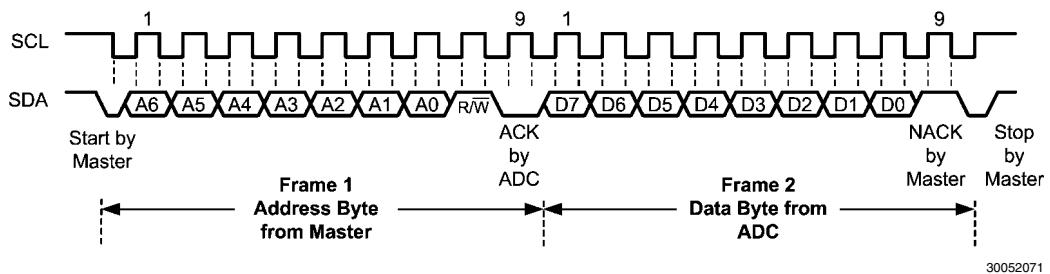 1 9 1 9
SCL
SDA A6 A5 A4 A3 A2 A1 A0 R/W̅ D7 D6 D5 D4 D3 D2 D1 D0
Start by
Master
ACK
by
ADC
NACK
by
Master
Stop
by
Master
Frame 1
Address Byte
from Master
Frame 2
Data Byte from
ADC
30052071